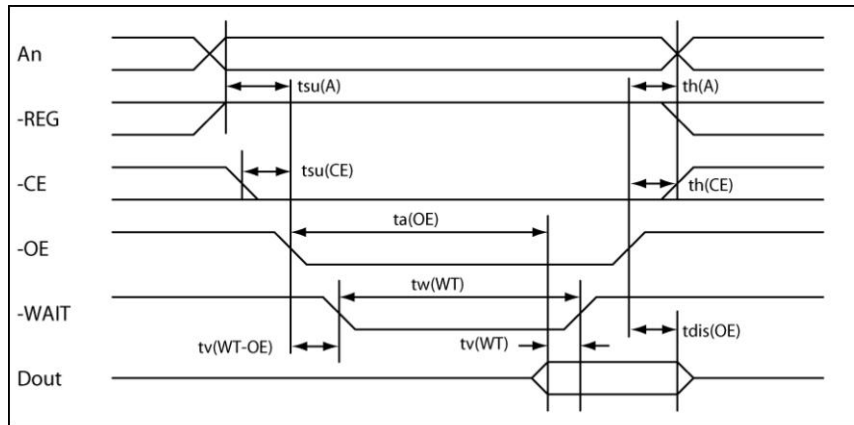 An
tsu(A)
th(A)
-REG
-CE
tsu(CE)
th(CE)
ta(OE)
-OE
tw(WT)
-WAIT
tv(WT-OE)
tv(WT)
tdis(OE)
Dout